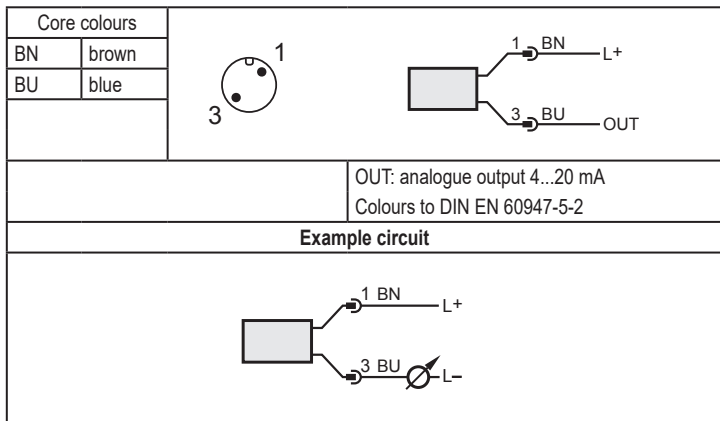 Core colours
BN brown
BU blue
1
3
1 BN L+
3 BU OUT
OUT: analogue output 4...20 mA
Colours to DIN EN 60947-5-2
Example circuit
1 BN L+
3 BU L–